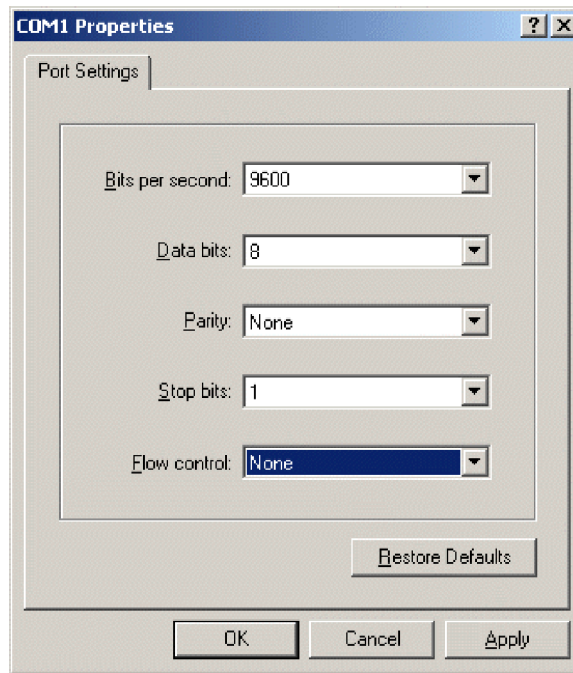 COM1 Properties
Port Settings
Bits per second: 9600
Data bits: 8
Parity: None
Stop bits: 1
Flow control: None
Restore Defaults
OK Cancel Apply